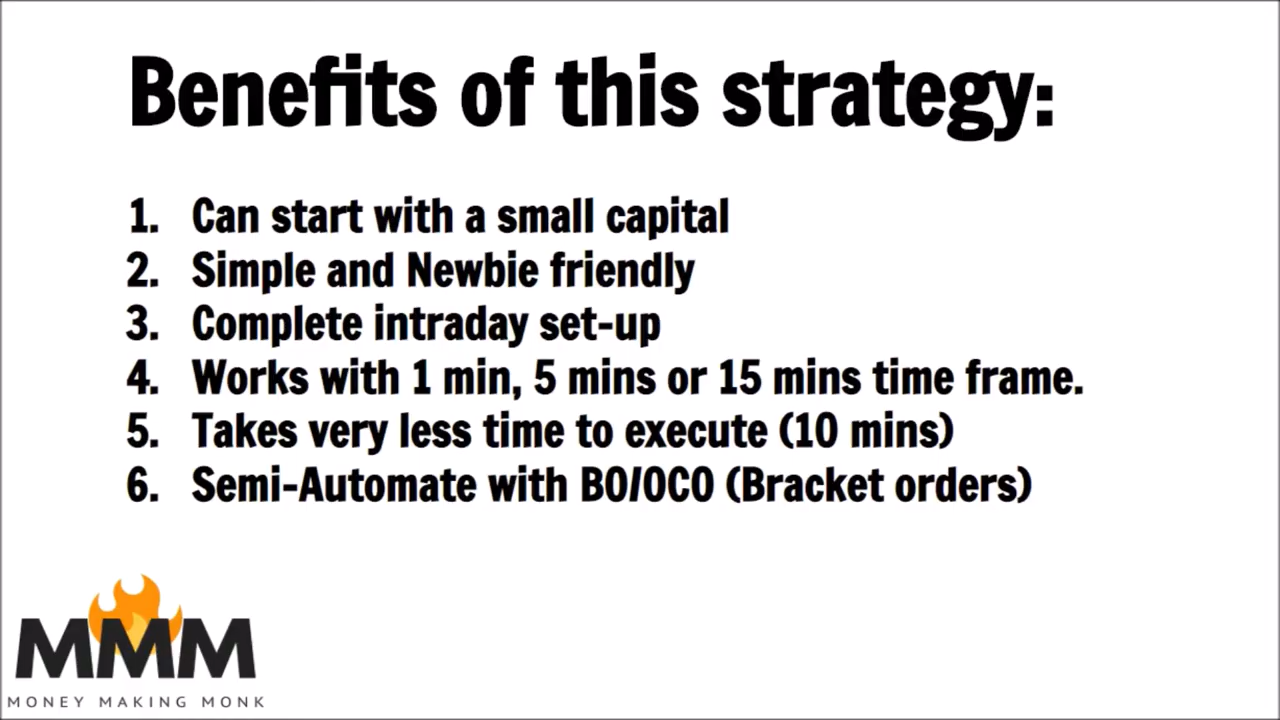 Benefits of this strategy:
1. Can start with a small capital
2. Simple and Newbie friendly
3. Complete intraday set-up
4. Works with 1 min, 5 mins or 15 mins time frame.
5. Takes very less time to execute (10 mins)
6. Semi-Automate with BO/OCO (Bracket orders)
MMM
MONEY MAKING MONK